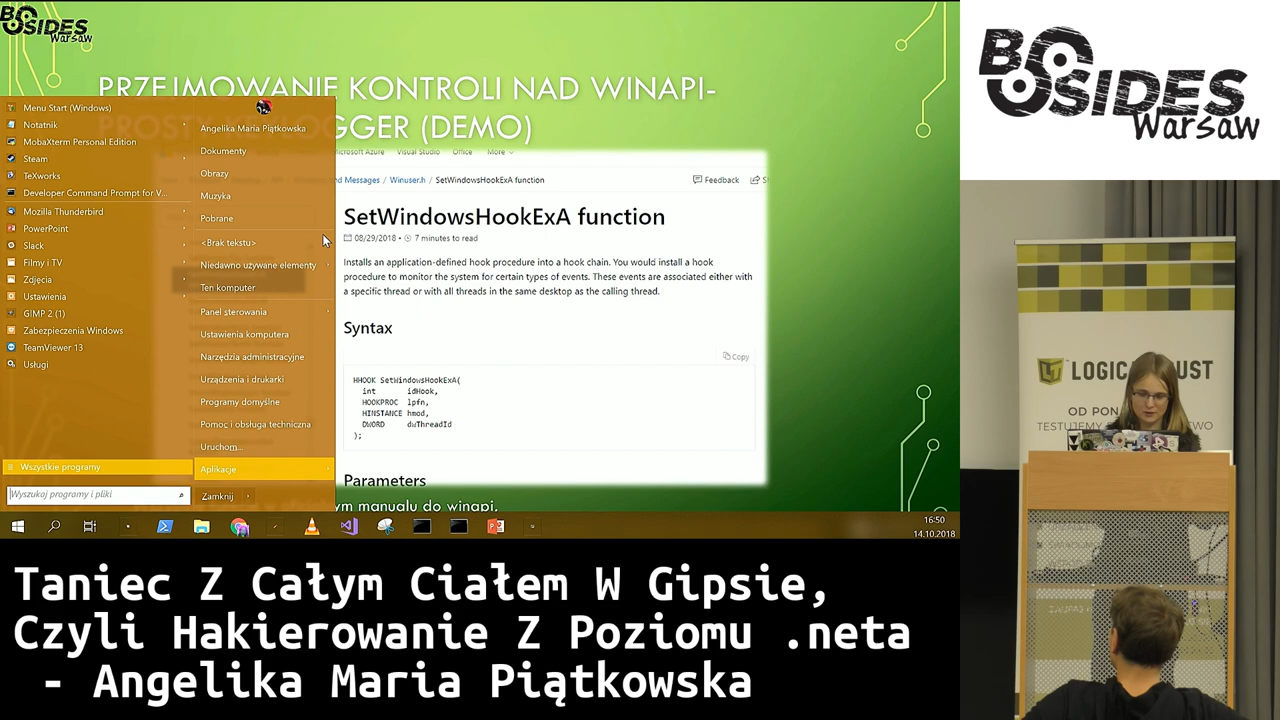 BSIDES
Warsaw
PRZEJMOWANIE KONTROLI NAD WINAPI-
GGER (DEMO)
Menu Start (Windows)
Notatnik
MobaXterm Personal Edition
Steam
TeXworks
Developer Command Prompt for V...
Mozilla Thunderbird
PowerPoint
Slack
Filmy i TV
Zdjęcia
Ustawienia
GIMP 2 (1)
Zabezpieczenia Windows
TeamViewer 13
Usługi
Wszystkie programy
Wyszukaj programy i pliki
Angelika Maria Piątkowska
Dokumenty
Obrazy
Muzyka
Pobrane
<Brak tekstu>
Niedawno używane elementy
Ten komputer
Panel sterowania
Ustawienia komputera
Narzędzia administracyjne
Urządzenia i drukarki
Programy domyślne
Pomoc i obsługa techniczna
Uruchom...
Aplikacje
Zamknij
Microsoft Azure Visual Studio Office More
and Messages / Winuser.h / SetWindowsHookExA function
Feedback
SetWindowsHookExA function
08/29/2018 • 7 minutes to read
Installs an application-defined hook procedure into a hook chain. You would install a hook
procedure to monitor the system for certain types of events. These events are associated either with
a specific thread or with all threads in the same desktop as the calling thread.
Syntax
Copy
HHOOK SetWindowsHookExA(
int idHook,
HOOKPROC lpfn,
HINSTANCE hmod,
DWORD dwThreadId
);
Parameters
ym manualu do winapi,
16:50
14.10.2018
BSIDES
Warsaw
LOGICAL TRUST
OD PON
TESTUJEMY
Taniec Z Całym Ciałem W Gipsie,
Czyli Hakierowanie Z Poziomu .neta
- Angelika Maria Piątkowska